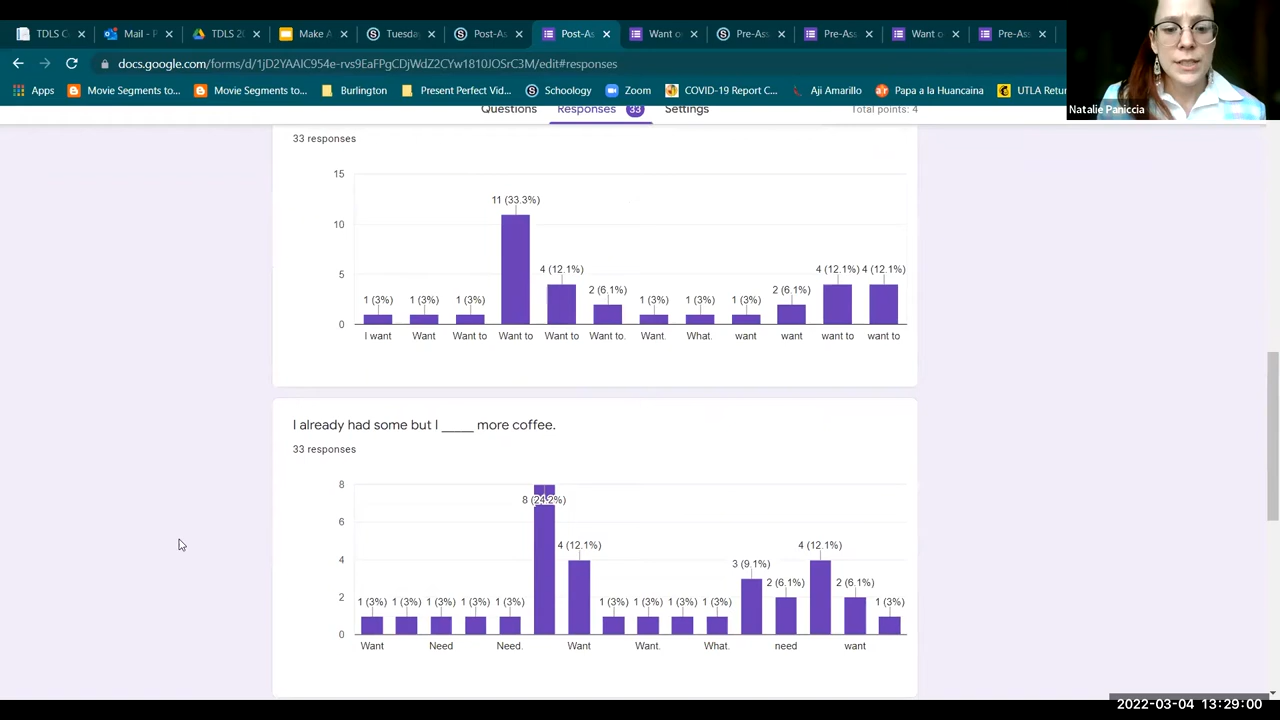 TDLS C
Mail - P
TDLS 20
Make A
Tuesda
Post-As
Post-As
Want o
Pre-Ass
Pre-As
Want o
Pre-Ass
docs.google.com/forms/d/1jD2YAAIC954e-rvs9EaFPgCDjWdZ2CYw1810JOSrC3M/edit#responses
Apps Movie Segments to... Movie Segments to... Burlington Present Perfect Vid... Schoology Zoom COVID-19 Report C... Aji Amarillo Papa a la Huancaina UTLA Retur
Natalie Paniccia
Questions Responses 33 Settings Total points: 4
33 responses
15
10
5
0
1 (3%) 1 (3%) 1 (3%) 11 (33.3%) 4 (12.1%) 2 (6.1%) 1 (3%) 1 (3%) 1 (3%) 2 (6.1%) 4 (12.1%) 4 (12.1%)
I want Want Want to Want to Want to Want to. Want. What. want want want to want to
I already had some but I _____ more coffee.
33 responses
8
6
4
2
0
1 (3%) 1 (3%) 1 (3%) 1 (3%) 1 (3%) 8 (24.2%) 4 (12.1%) 1 (3%) 1 (3%) 1 (3%) 1 (3%) 3 (9.1%) 2 (6.1%) 4 (12.1%) 2 (6.1%) 1 (3%)
Want Need Need. Want Want. What. need want
2022-03-04 13:29:00